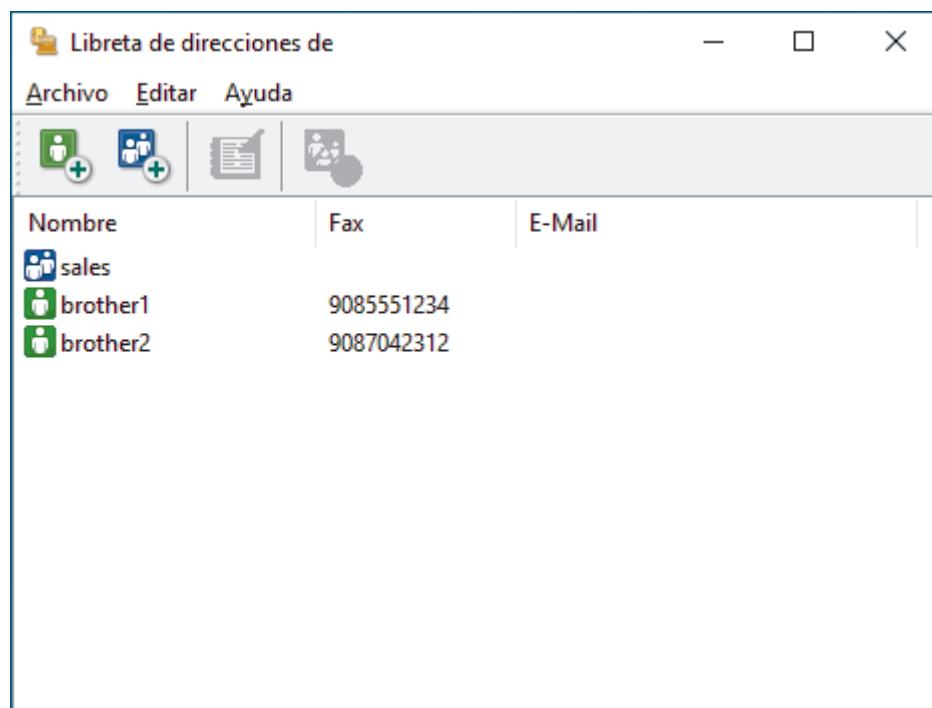 Libreta de direcciones de
Archivo Editar Ayuda
Nombre Fax E-Mail
sales
brother1 9085551234
brother2 9087042312